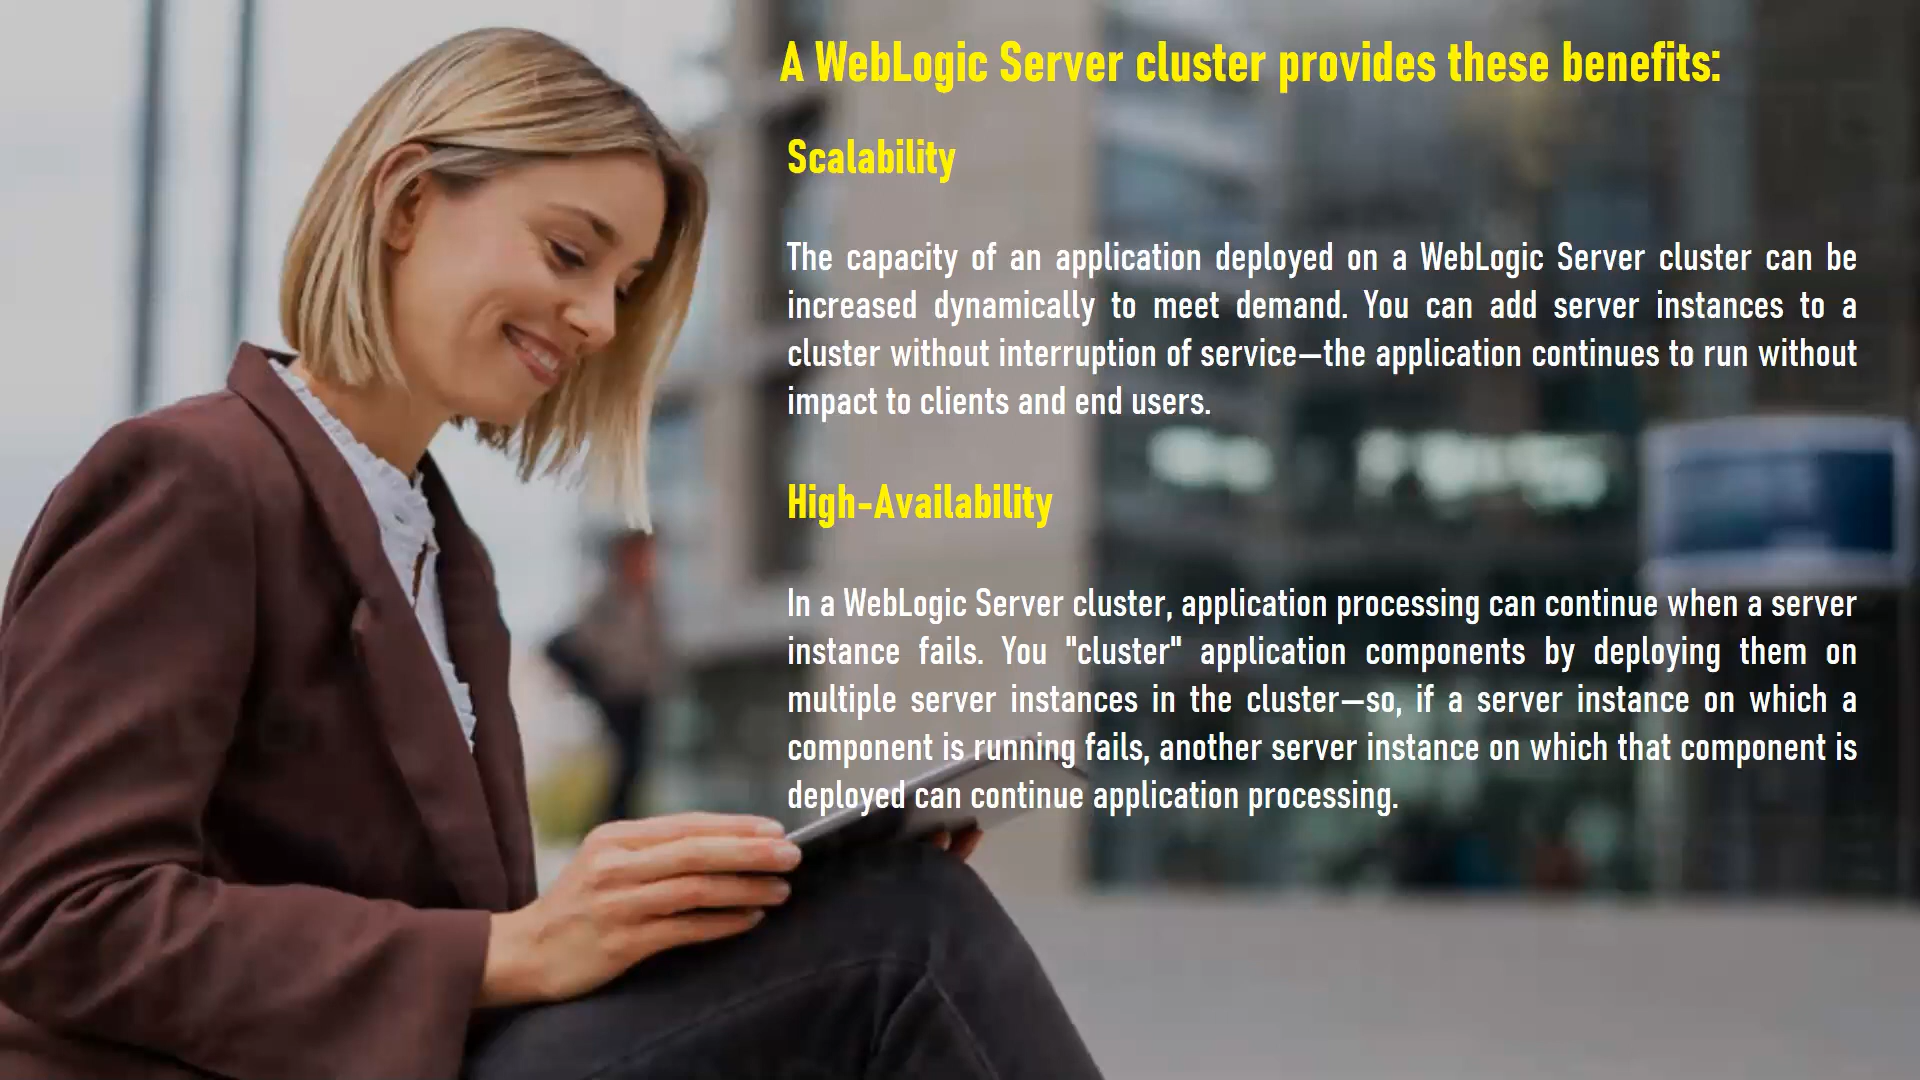 A WebLogic Server cluster provides these benefits:
Scalability
The capacity of an application deployed on a WebLogic Server cluster can be
increased dynamically to meet demand. You can add server instances to a
cluster without interruption of service—the application continues to run without
impact to clients and end users.
High-Availability
In a WebLogic Server cluster, application processing can continue when a server
instance fails. You "cluster" application components by deploying them on
multiple server instances in the cluster—so, if a server instance on which a
component is running fails, another server instance on which that component is
deployed can continue application processing.